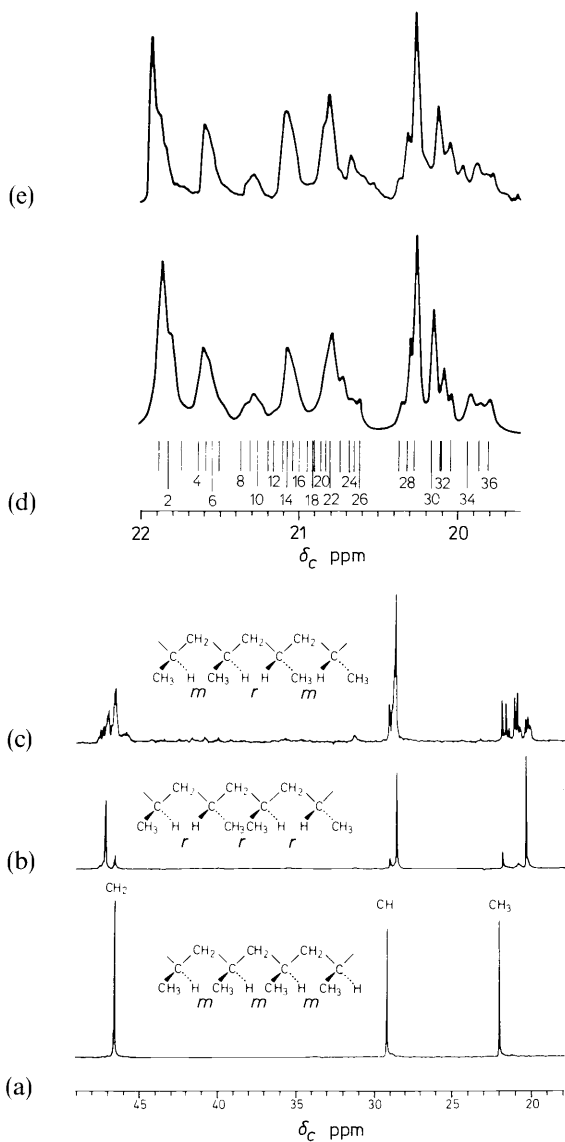 (e)
(d)
4 8 12 16 20 24 28 32 36
2 6 10 14 18 22 26 30 34
22 21 20
δc ppm
CH₂ CH₂ CH₂
C C C C
CH₃ H CH₃ H H CH₃ H CH₃
m r m
(c)
CH₂ CH₂ CH₂
C C C C
CH₃ H H CH₃ CH₃ H H CH₃
r r r
(b)
CH₂ CH CH₃
CH₂ CH₂ CH₂
C C C C
CH₃ H CH₃ H CH₃ H CH₃ H
m m m
(a)
45 40 35 30 25 20
δc ppm